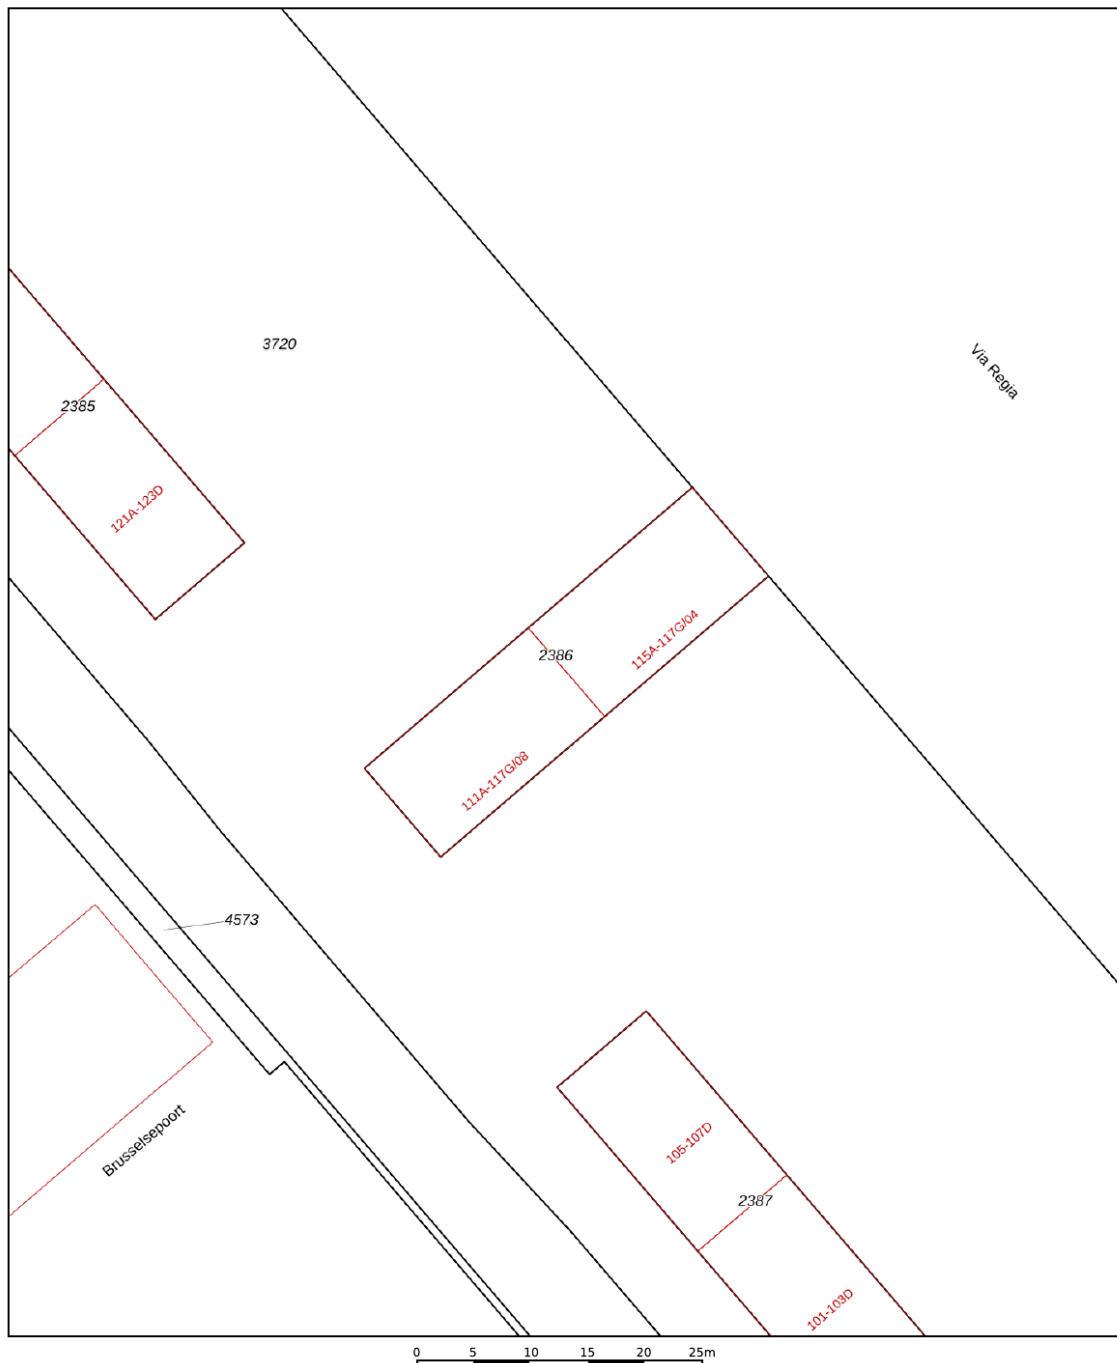 3720
Via Regia
2385
121A-123D
2386
115A-117G/04
111A-117G/08
4573
Brusselsepoort
105-107D
2387
101-103D
0 5 10 15 20 25m